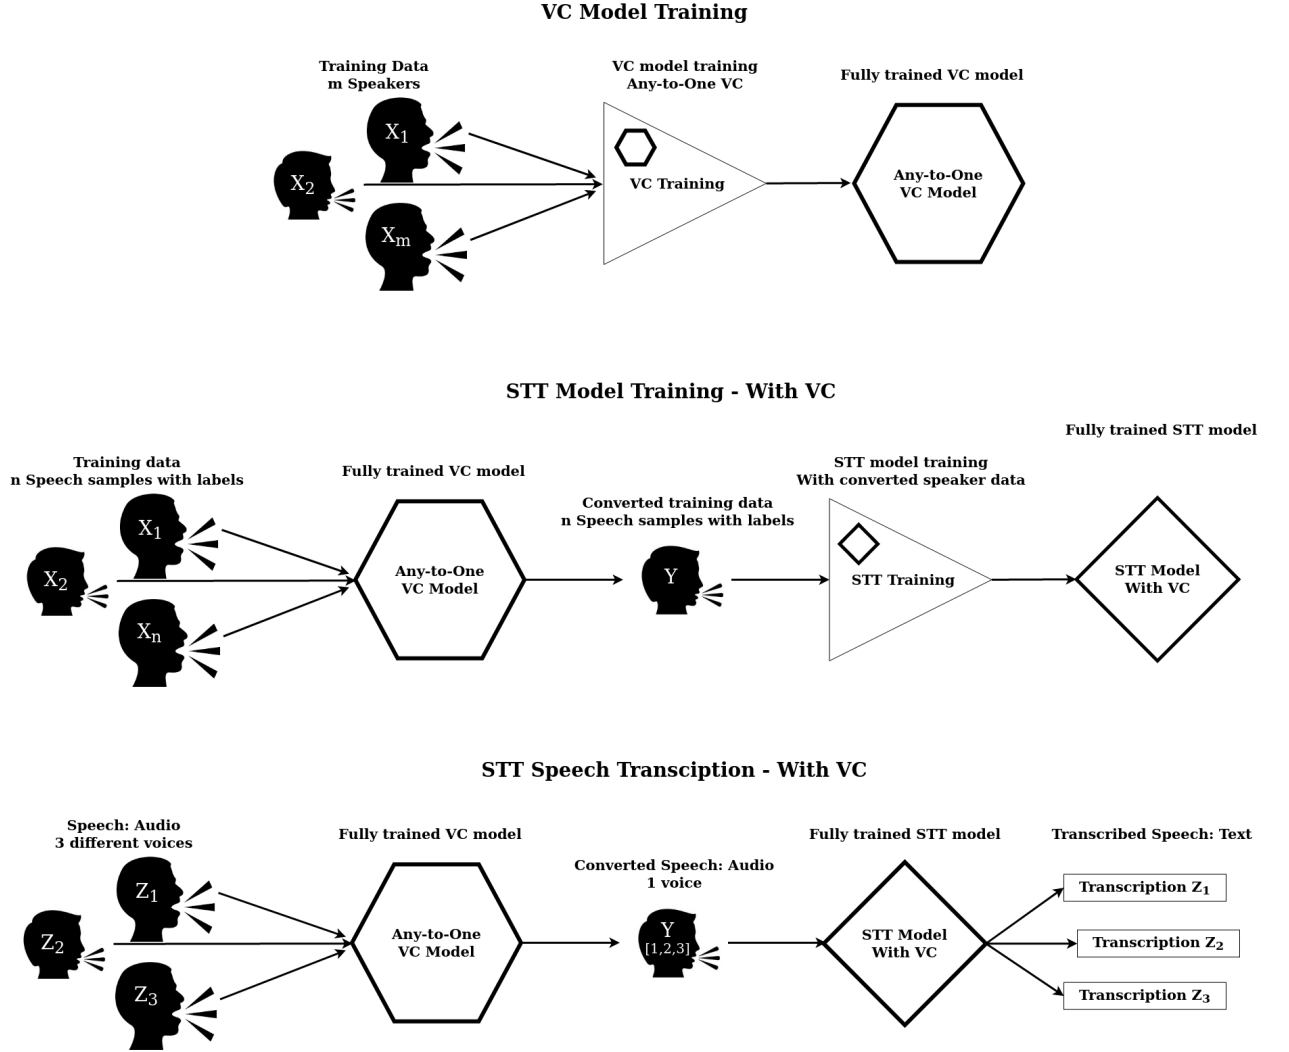 VC Model Training
Training Data
m Speakers
VC model training
Any-to-One VC
Fully trained VC model
X1
X2
Xm
VC Training
Any-to-One
VC Model
STT Model Training - With VC
Training data
n Speech samples with labels
Fully trained VC model
Converted training data
n Speech samples with labels
STT model training
With converted speaker data
Fully trained STT model
X1
X2
Xn
Any-to-One
VC Model
Y
STT Training
STT Model
With VC
STT Speech Transciption - With VC
Speech: Audio
3 different voices
Fully trained VC model
Converted Speech: Audio
1 voice
Fully trained STT model
Transcribed Speech: Text
Z1
Z2
Z3
Any-to-One
VC Model
Y
[1,2,3]
STT Model
With VC
Transcription Z1
Transcription Z2
Transcription Z3